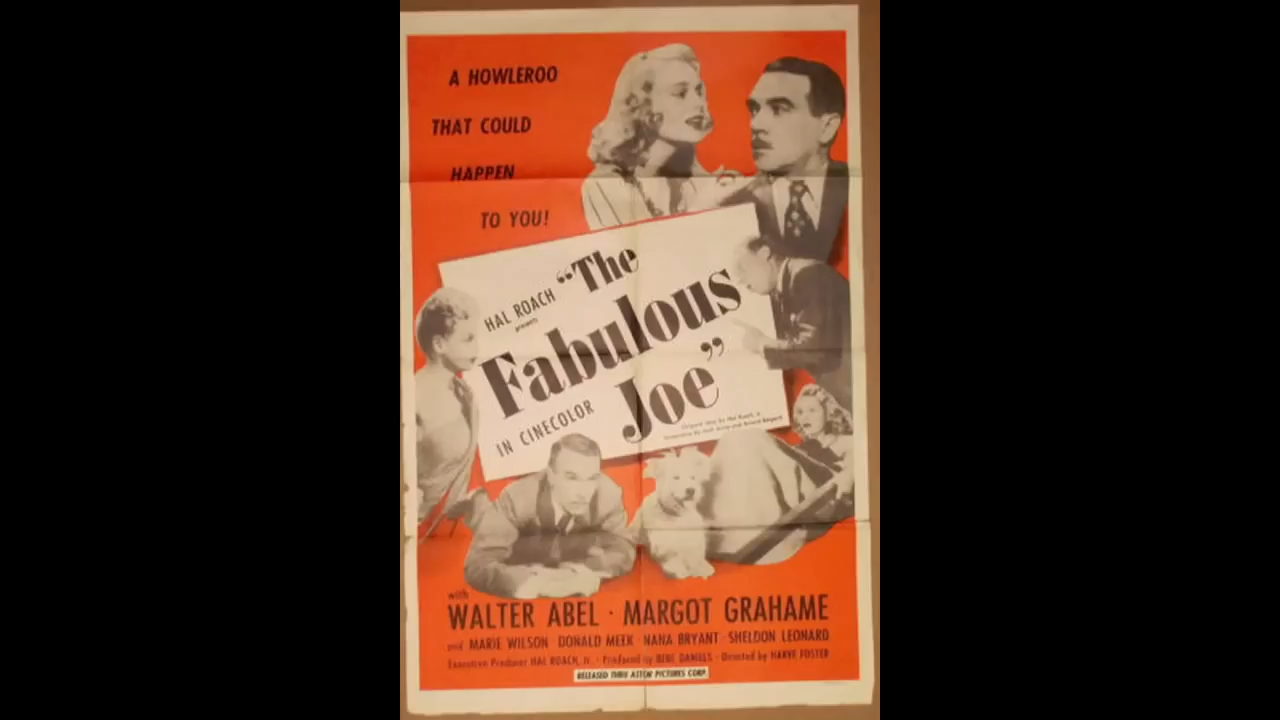 A HOWLEROO
THAT COULD
HAPPEN
TO YOU!
HAL ROACH
presents
"The
Fabulous
Joe"
IN CINECOLOR
with
WALTER ABEL · MARGOT GRAHAME
and MARIE WILSON · DONALD MEEK · NANA BRYANT · SHELDON LEONARD
Executive Producer HAL ROACH, Jr. · Produced by BEBE DANIELS · Directed by HARVE FOSTER
RELEASED THRU ASTOR PICTURES CORP.